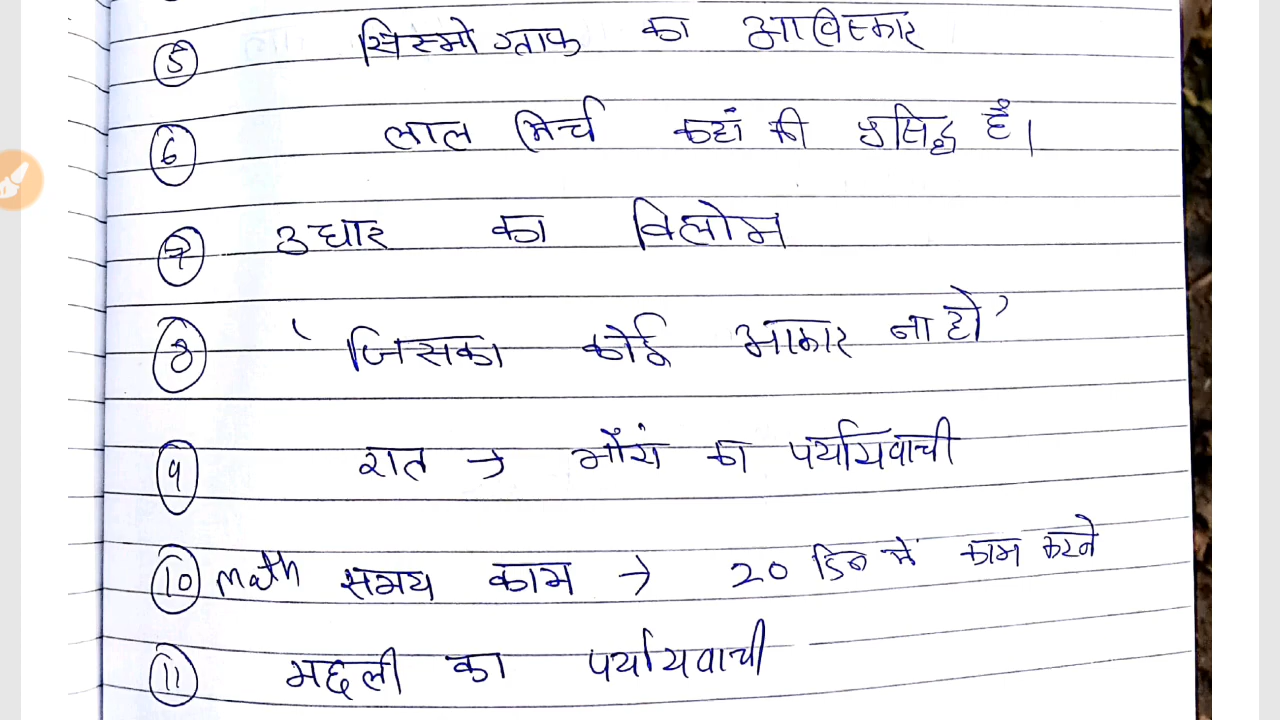 5 सिस्मोग्राफ का आविस्कार
6 लाल मिर्च कहाँ की प्रसिद्ध है।
7 उधार का विलोम
8 ‘जिसका कोई आकार ना हो’
9 रात → भौंरा का पर्यायवाची
10 Math समय काम → 20 दिन में काम करने
11 मछली का पर्यायवाची